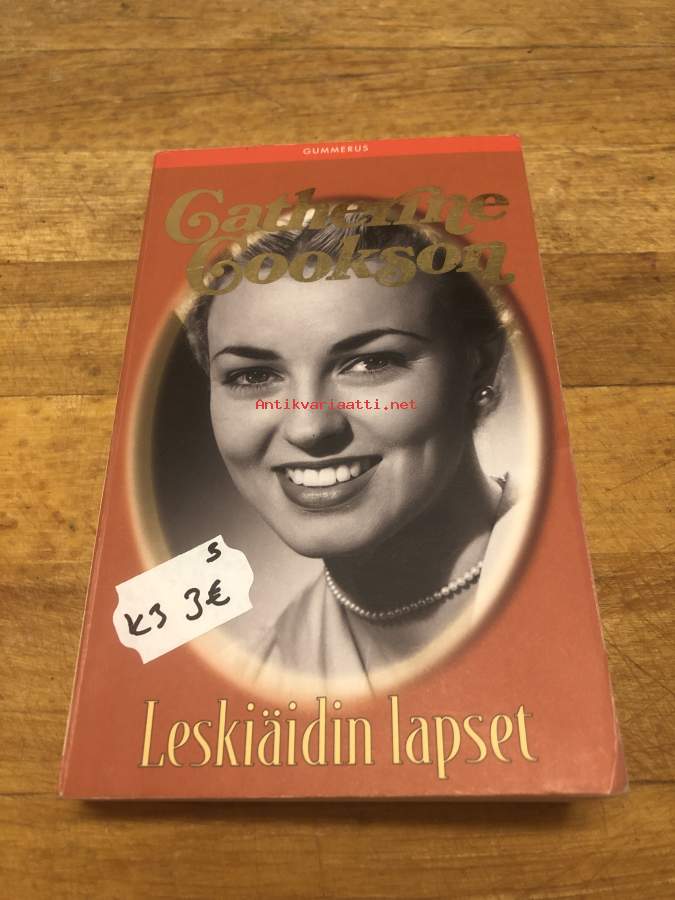 GUMMERUS
Catherine
Cookson
Antikvariaatti.net
S
K3 3€
Leskiäidin lapset